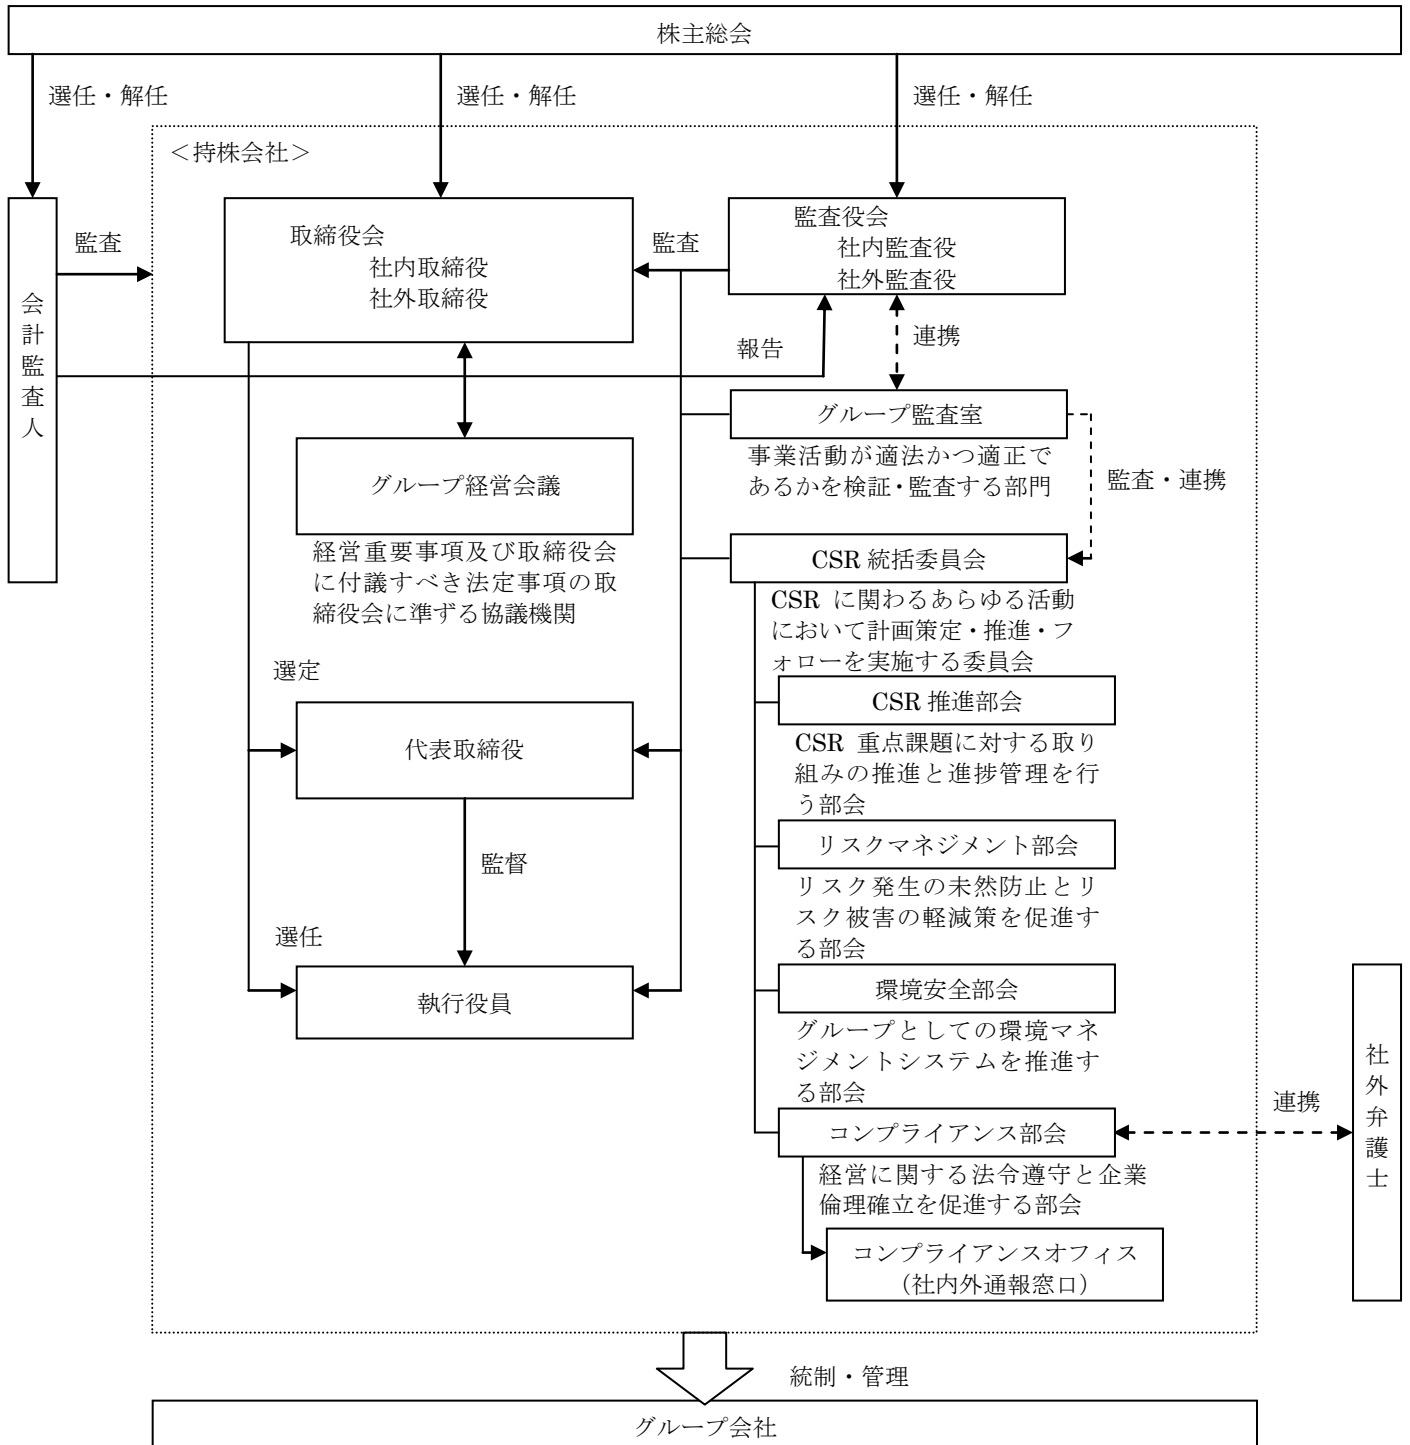 株主総会
選任・解任
選任・解任
選任・解任
＜持株会社＞
会計監査人
監査
取締役会
社内取締役
社外取締役
監査
監査役会
社内監査役
社外監査役
報告
連携
グループ監査室
事業活動が適法かつ適正で
あるかを検証・監査する部門
監査・連携
グループ経営会議
経営重要事項及び取締役会
に付議すべき法定事項の取
締役会に準ずる協議機関
CSR 統括委員会
CSR に関わるあらゆる活動
において計画策定・推進・フ
ォローを実施する委員会
選定
代表取締役
CSR 推進部会
CSR 重点課題に対する取り
組みの推進と進捗管理を行
う部会
監督
リスクマネジメント部会
リスク発生の未然防止とリ
スク被害の軽減策を促進す
る部会
選任
執行役員
環境安全部会
グループとしての環境マネ
ジメントシステムを推進す
る部会
コンプライアンス部会
連携
社外弁護士
経営に関する法令遵守と企業
倫理確立を促進する部会
コンプライアンスオフィス
（社内外通報窓口）
統制・管理
グループ会社